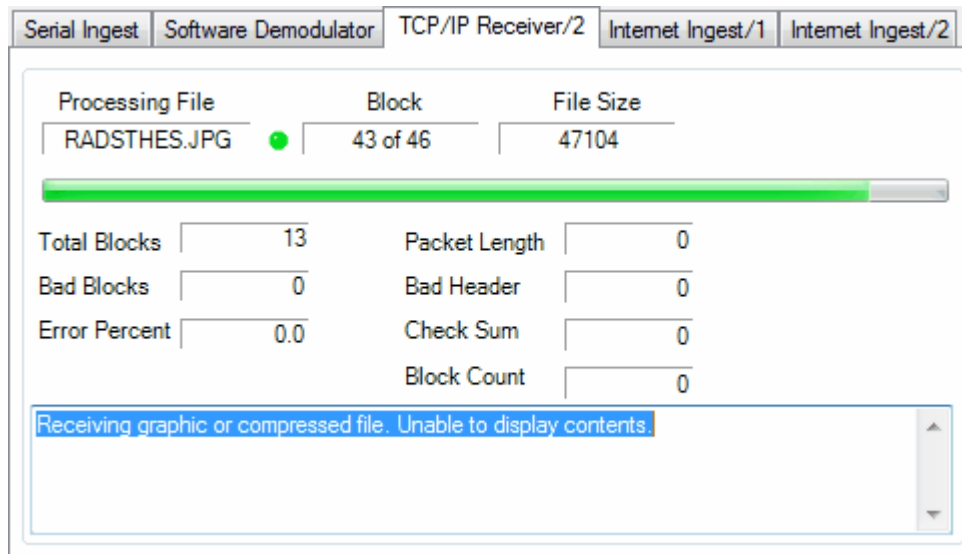 Serial Ingest Software Demodulator TCP/IP Receiver/2 Internet Ingest/1 Internet Ingest/2
Processing File Block File Size
RADSTHES.JPG 43 of 46 47104
Total Blocks 13 Packet Length 0
Bad Blocks 0 Bad Header 0
Error Percent 0.0 Check Sum 0
Block Count 0
Receiving graphic or compressed file. Unable to display contents.